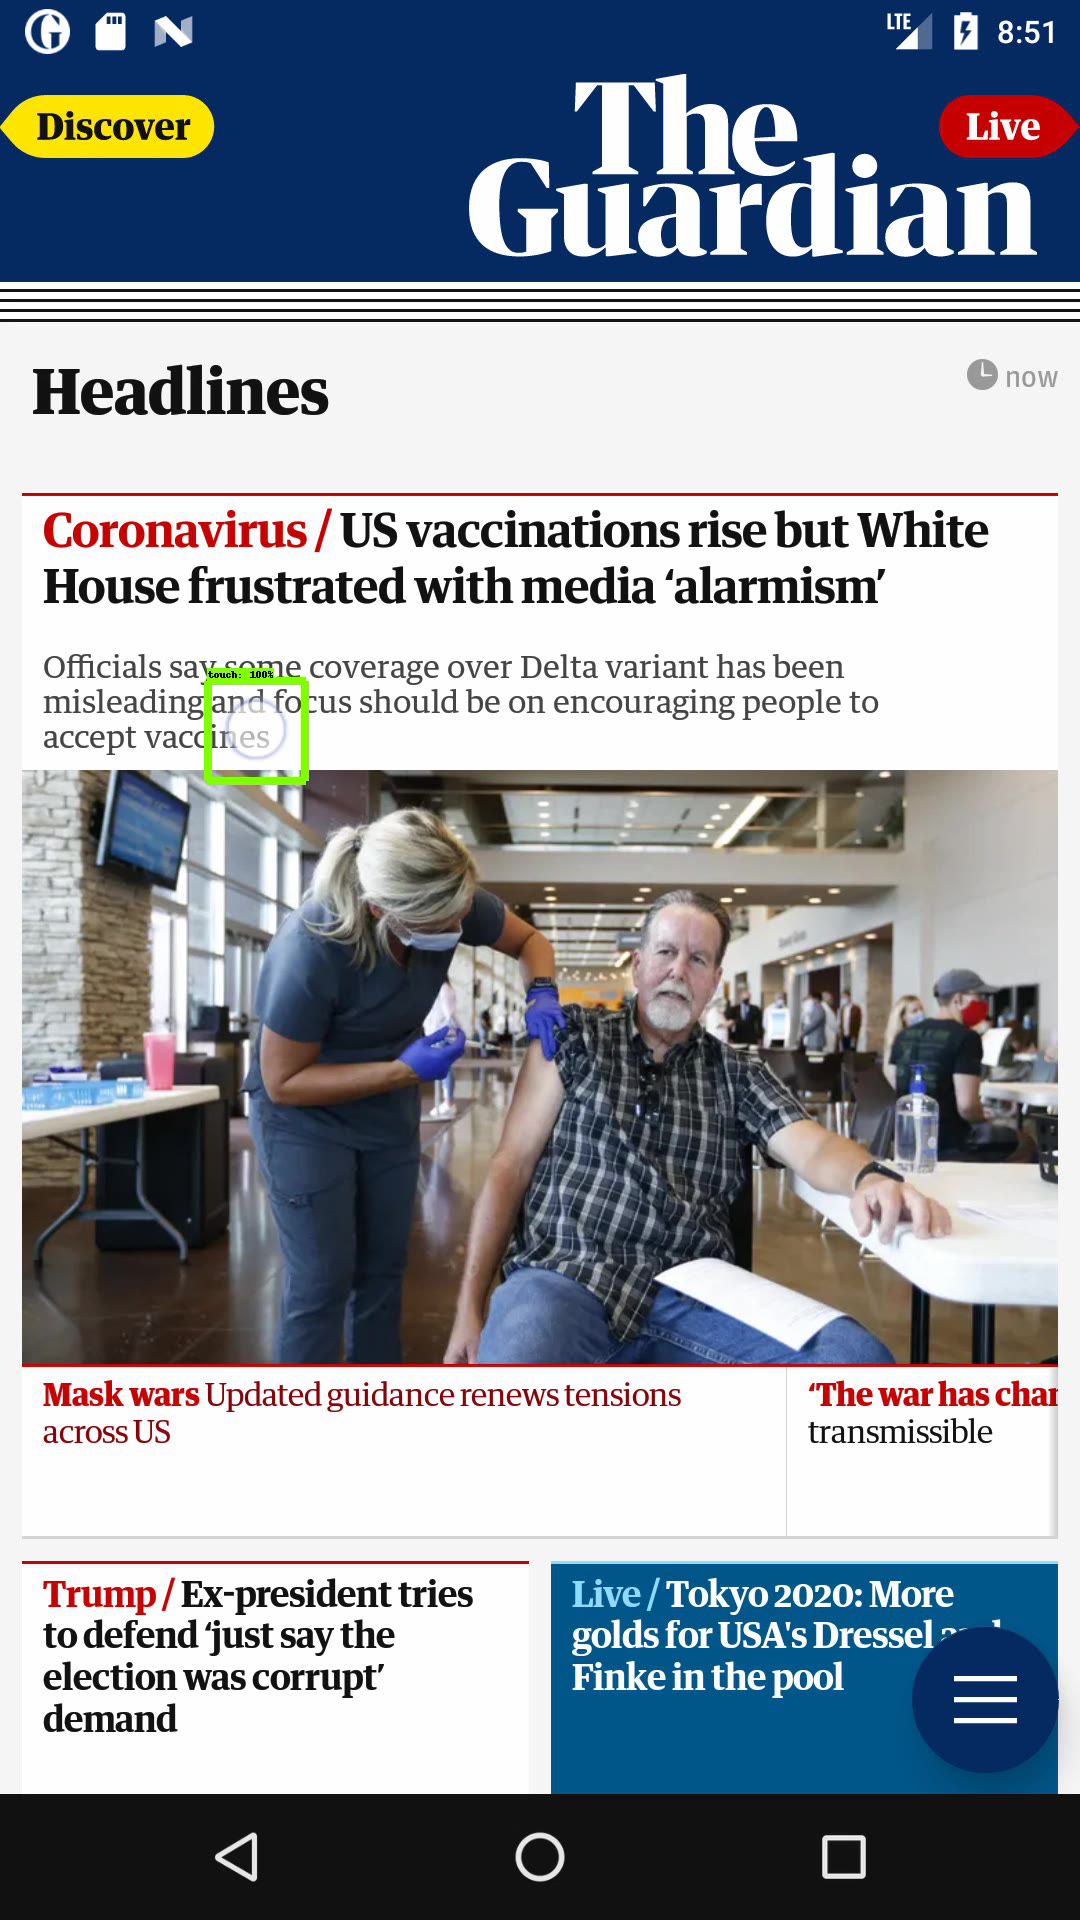 LTE 8:51
Discover
The Guardian
Live
Headlines
now
Coronavirus / US vaccinations rise but White
House frustrated with media ‘alarmism’
Officials say some coverage over Delta variant has been
touch: 100%
misleading and focus should be on encouraging people to
accept vaccines
Mask wars Updated guidance renews tensions
across US
‘The war has chan
transmissible
Trump / Ex-president tries
to defend ‘just say the
election was corrupt’
demand
Live / Tokyo 2020: More
golds for USA's Dressel and
Finke in the pool